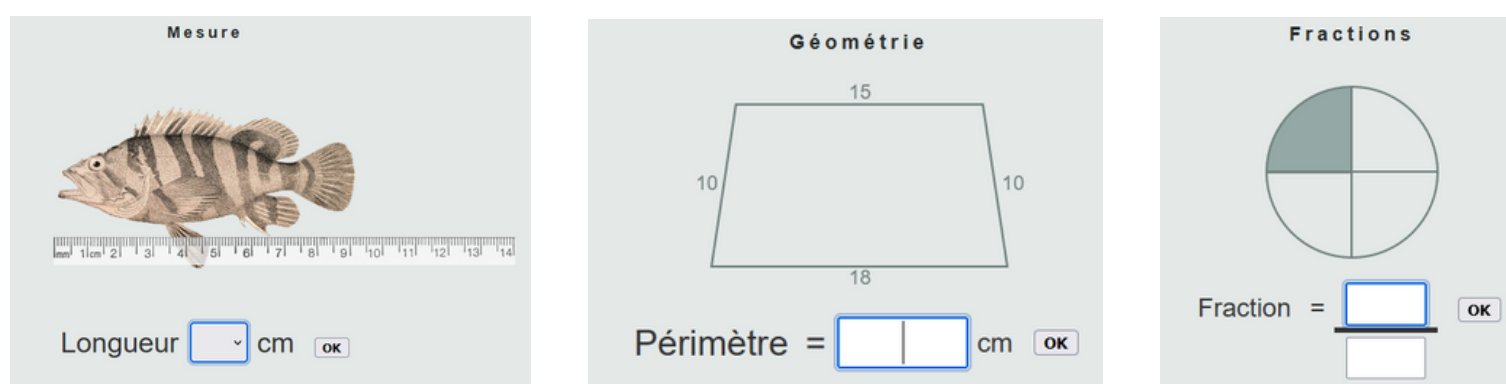 Mesure
mm 1cm 2 3 4 5 6 7 8 9 10 11 12 13 14
Longueur cm OK
Géométrie
15
10 10
18
Périmètre = cm OK
Fractions
Fraction = OK